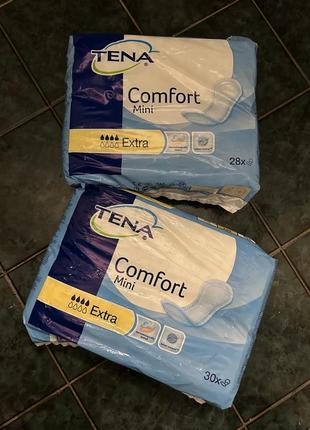 TENA
Comfort
Mini
Extra
28x
TENA
Comfort
Mini
Extra
30x